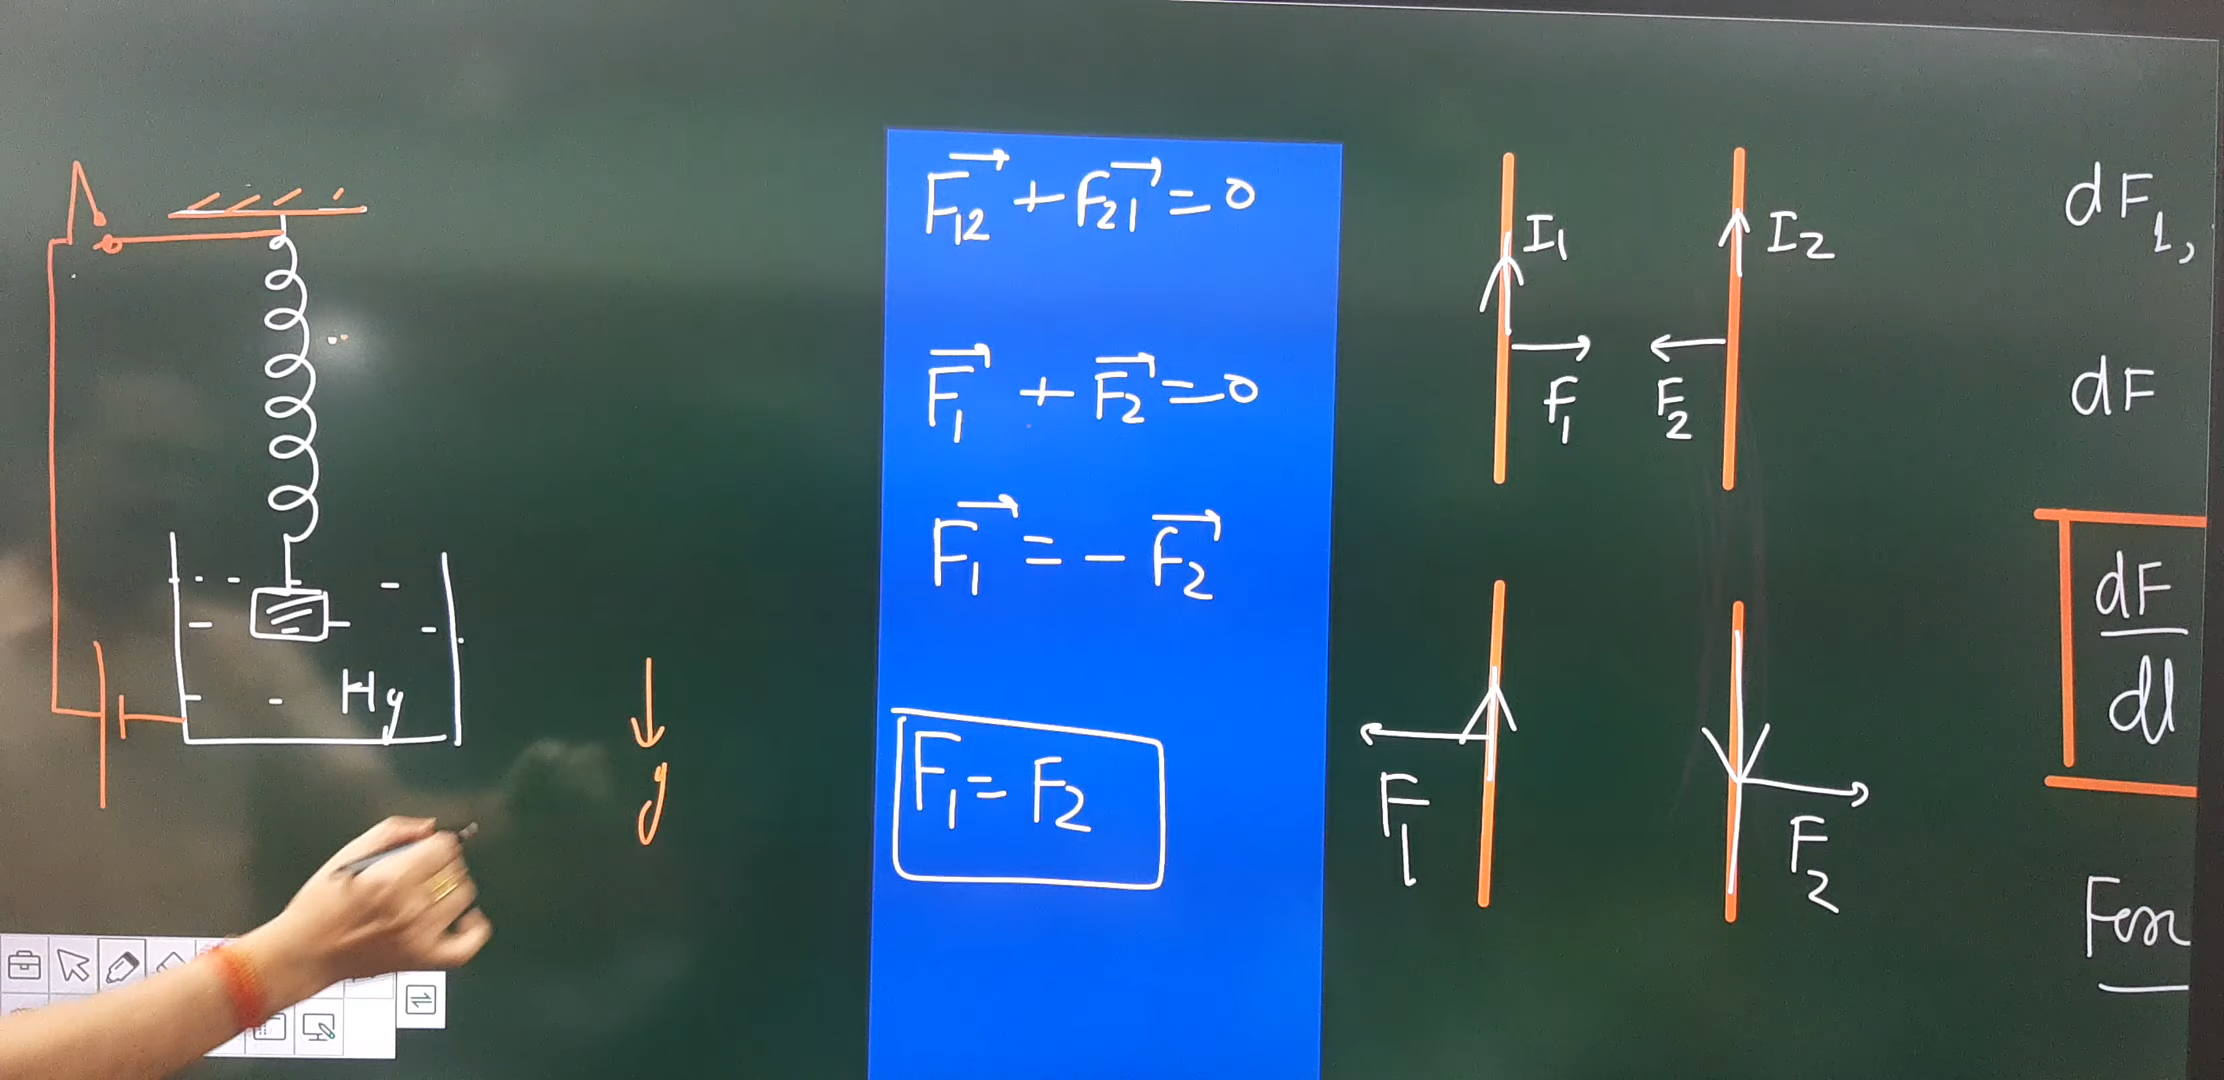 Hg
g
F₁₂ + F₂₁ = 0
F₁ + F₂ = 0
F₁ = - F₂
F₁ = F₂
I₁
I₂
F₁
F₂
F₁
F₂
dF₁,
dF
dF
dl